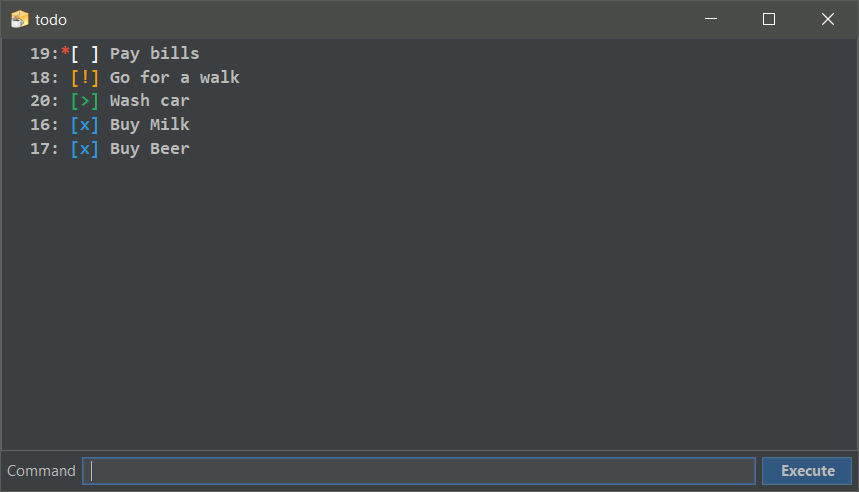 todo
19:*[ ] Pay bills
18: [!] Go for a walk
20: [>] Wash car
16: [x] Buy Milk
17: [x] Buy Beer
Command
Execute